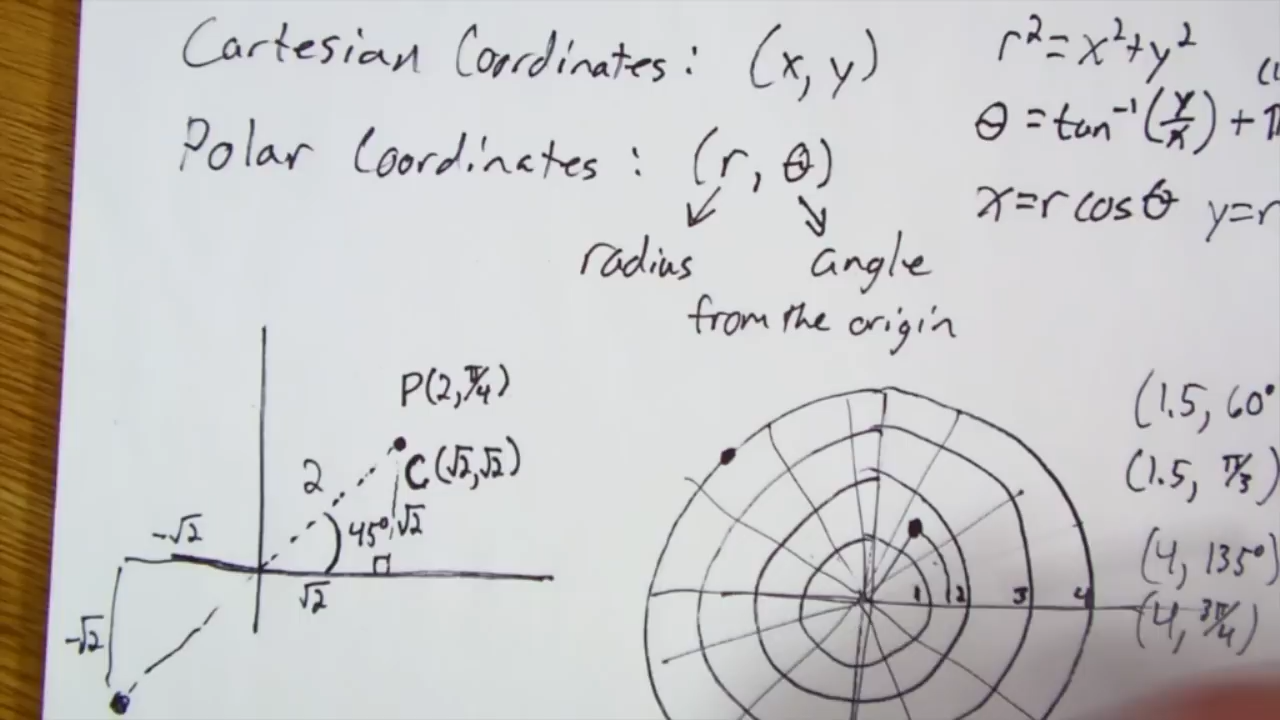 Cartesian Coordinates: (x, y)
Polar Coordinates: (r, θ)
radius
angle
from the origin
r²=x²+y²
(1
θ=tan⁻¹(y/x)+π
x=r cosθ y=r
P(2,π/4)
C(√2,√2)
2
45° √2
√2
-√2
-√2
1 2 3 4
(1.5, 60°
(1.5, π/3)
(4, 135°)
(4, 3π/4)